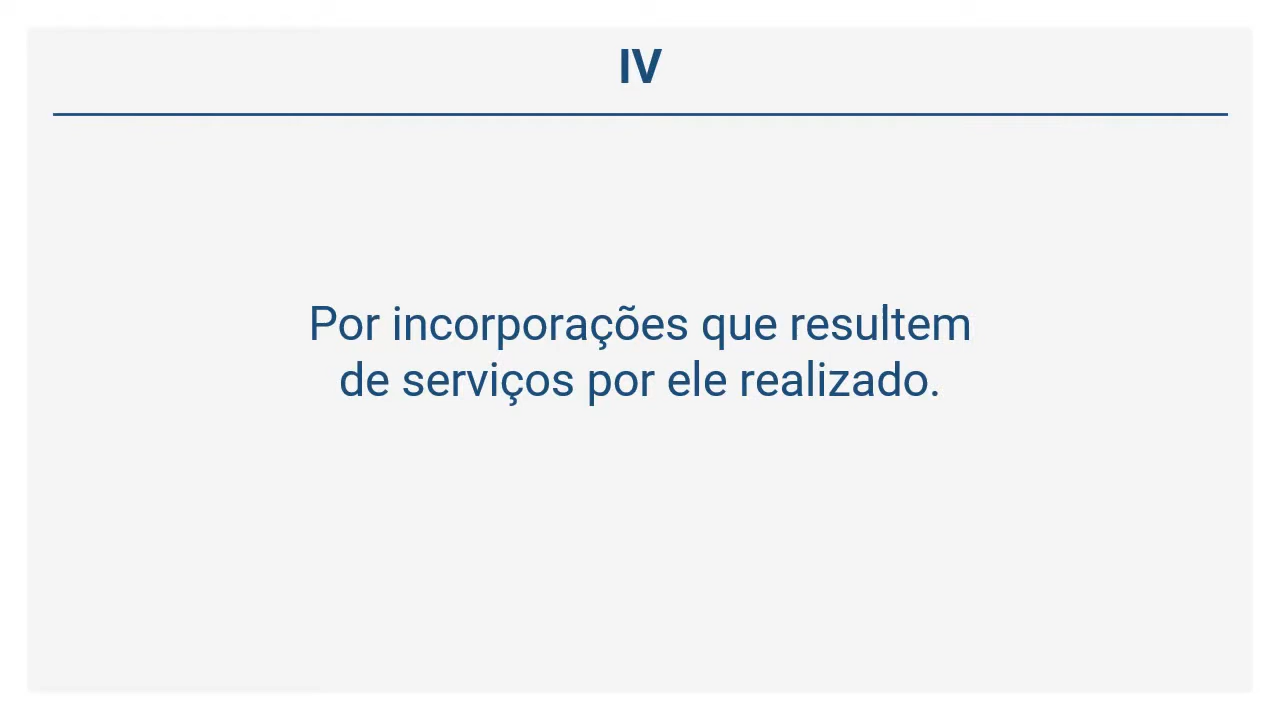 IV
Por incorporações que resultem
de serviços por ele realizado.